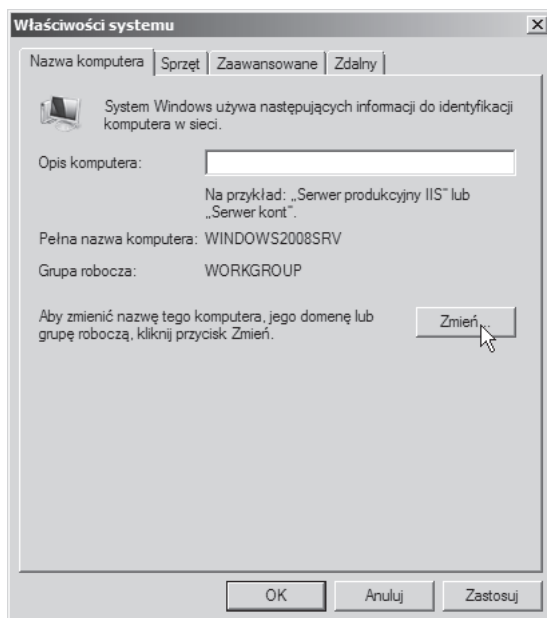 Właściwości systemu
Nazwa komputera Sprzęt Zaawansowane Zdalny
System Windows używa następujących informacji do identyfikacji
komputera w sieci.
Opis komputera:
Na przykład: „Serwer produkcyjny IIS” lub
„Serwer kont”.
Pełna nazwa komputera: WINDOWS2008SRV
Grupa robocza: WORKGROUP
Aby zmienić nazwę tego komputera, jego domenę lub
grupę roboczą, kliknij przycisk Zmień.
Zmień...
OK Anuluj Zastosuj